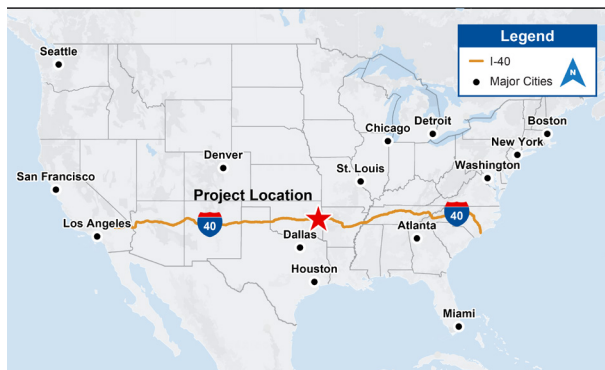 Legend
I-40
Major Cities
N
Seattle
Boston
Detroit
Chicago
New York
Denver
St. Louis
Washington
San Francisco
Project Location
Los Angeles
40
40
Atlanta
Dallas
Houston
Miami